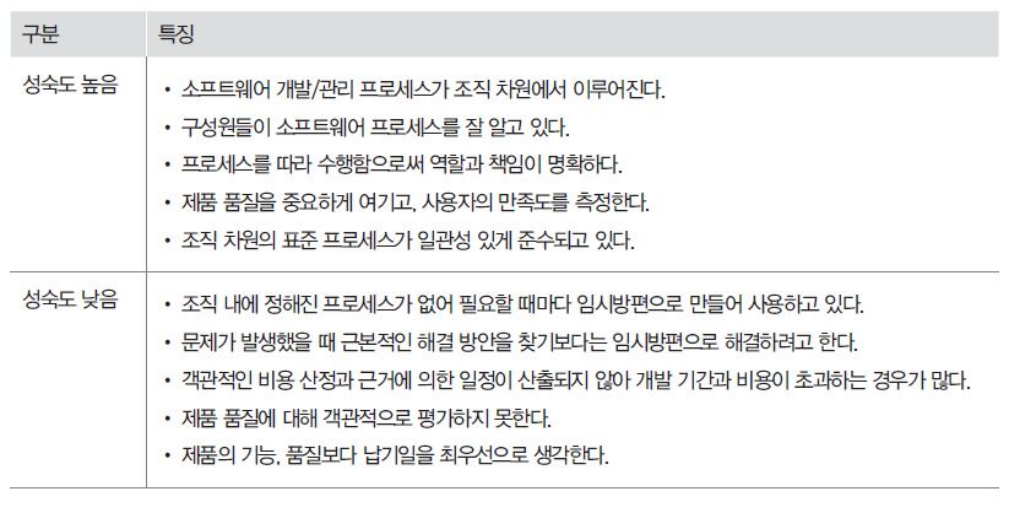 구분 특징
성숙도 높음 • 소프트웨어 개발/관리 프로세스가 조직 차원에서 이루어진다.
• 구성원들이 소프트웨어 프로세스를 잘 알고 있다.
• 프로세스를 따라 수행함으로써 역할과 책임이 명확하다.
• 제품 품질을 중요하게 여기고, 사용자의 만족도를 측정한다.
• 조직 차원의 표준 프로세스가 일관성 있게 준수되고 있다.
성숙도 낮음 • 조직 내에 정해진 프로세스가 없어 필요할 때마다 임시방편으로 만들어 사용하고 있다.
• 문제가 발생했을 때 근본적인 해결 방안을 찾기보다는 임시방편으로 해결하려고 한다.
• 객관적인 비용 산정과 근거에 의한 일정이 산출되지 않아 개발 기간과 비용이 초과하는 경우가 많다.
• 제품 품질에 대해 객관적으로 평가하지 못한다.
• 제품의 기능, 품질보다 납기일을 최우선으로 생각한다.